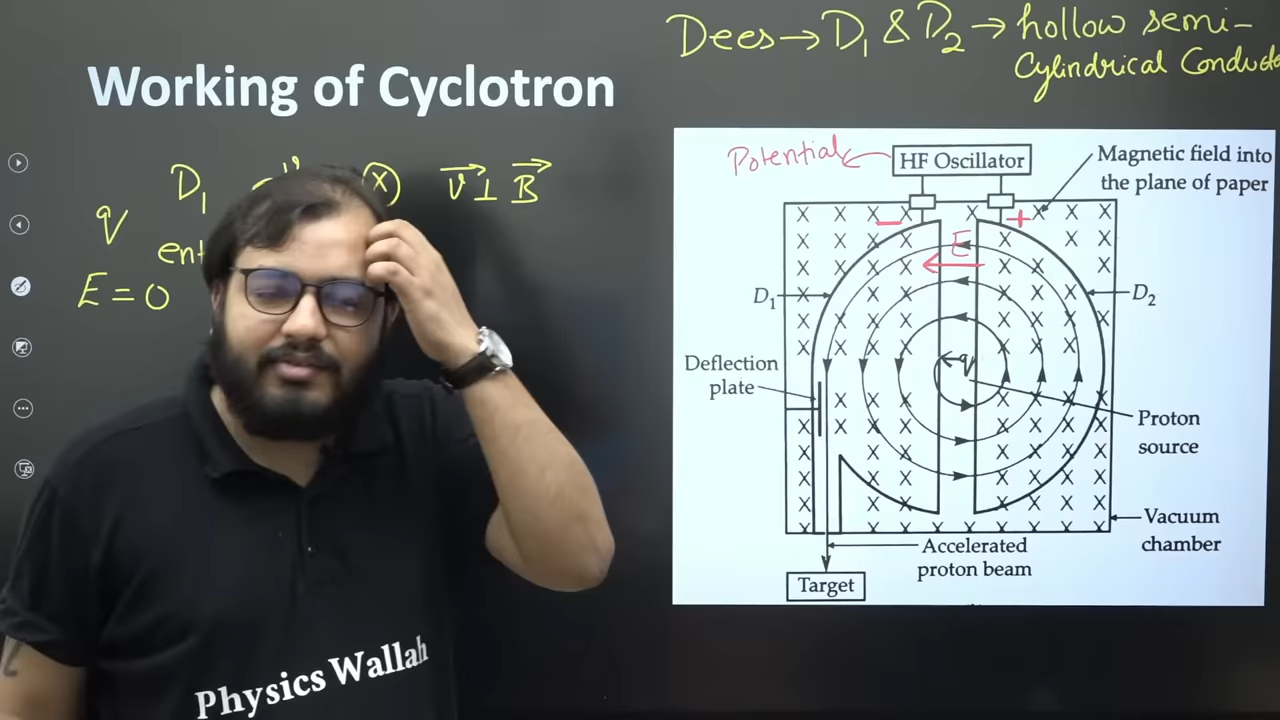 Dees → D₁ & D₂ → hollow semi-
Cylindrical
Working of Cyclotron
D₁ (x) v⃗ ⊥ B⃗
q
E = 0
Potential
HF Oscillator
Magnetic field into
the plane of paper
− +
E
D₁
D₂
q
Deflection
plate
Proton
source
Vacuum
chamber
Accelerated
proton beam
Target
Physics Wallah